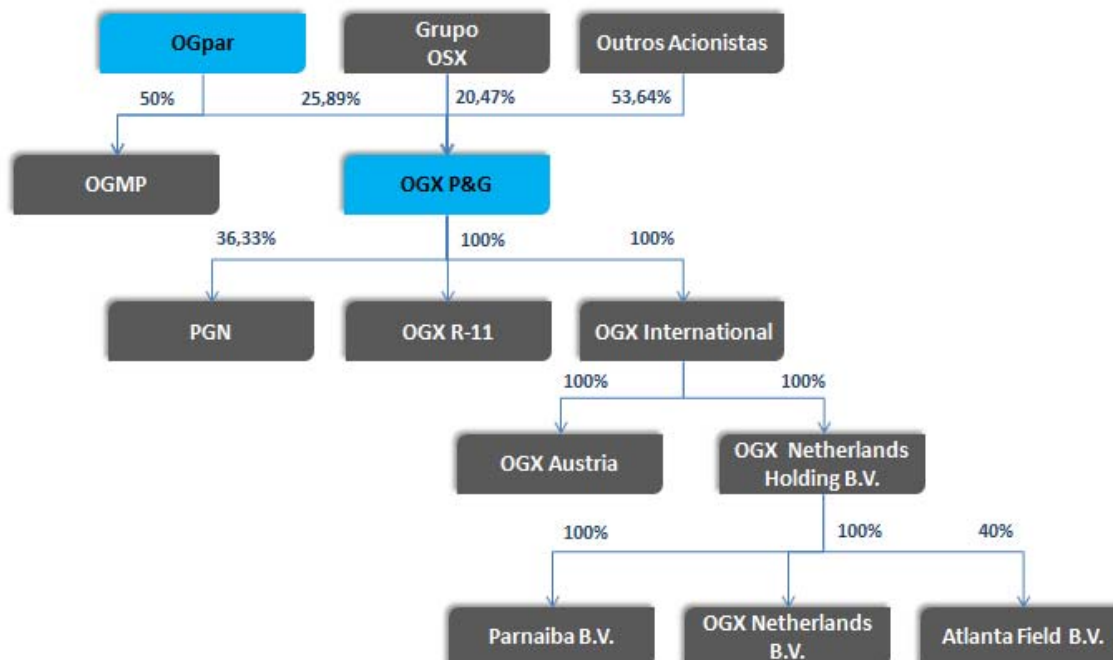 OGpar
Grupo
OSX
Outros Acionistas
50%
25,89%
20,47%
53,64%
OGMP
OGX P&G
36,33%
100%
100%
PGN
OGX R-11
OGX International
100%
100%
OGX Austria
OGX Netherlands
Holding B.V.
100%
100%
40%
Parnaiba B.V.
OGX Netherlands
B.V.
Atlanta Field B.V.